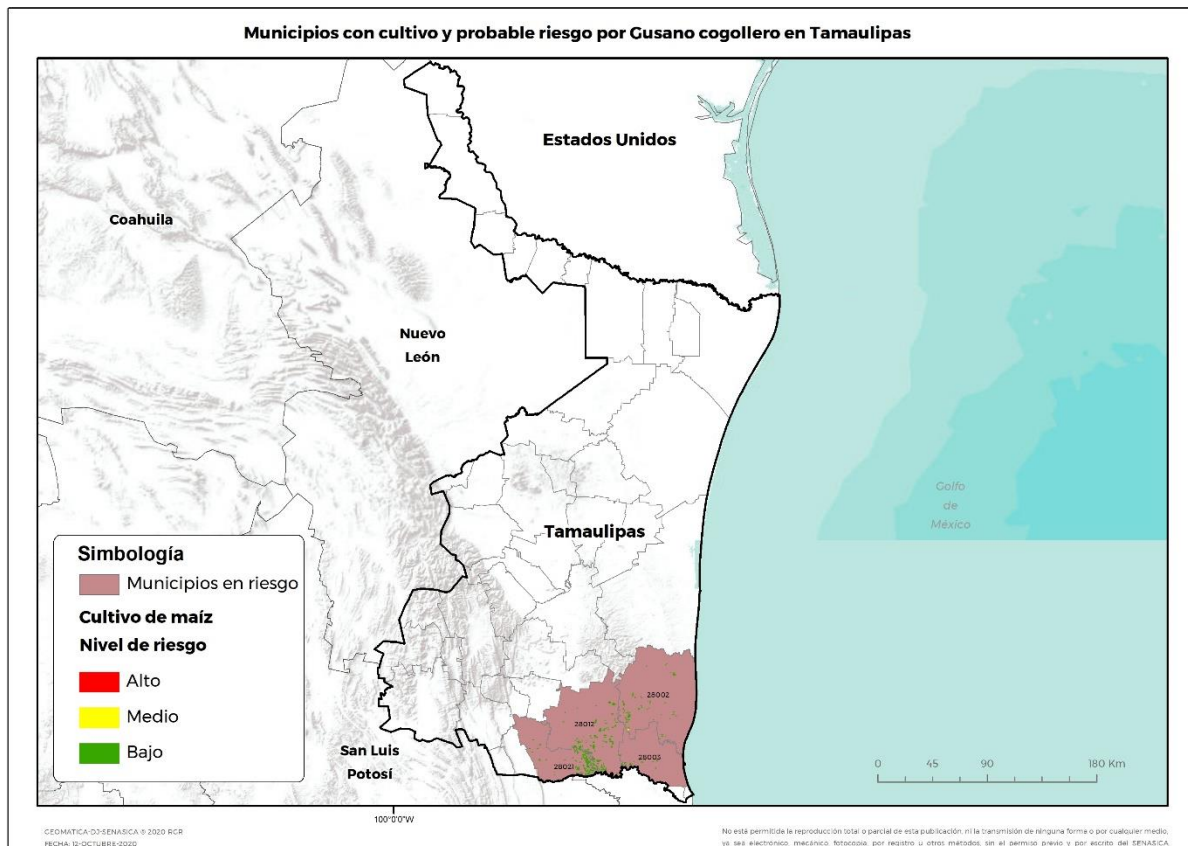 Municipios con cultivo y probable riesgo por Gusano cogollero en Tamaulipas
Estados Unidos
Coahuila
Nuevo
León
Golfo
de
México
Tamaulipas
Simbología
Municipios en riesgo
Cultivo de maíz
Nivel de riesgo
Alto
Medio
Bajo
28002
28012
28003
28021
San Luis
Potosí
0 45 90 180 Km
100°0'0"W
GEOMATICA-DJ-SENASICA © 2020 RGR
FECHA: 12-OCTUBRE-2020
No está permitida la reproducción total o parcial de esta publicación, ni la transmisión de ninguna forma o por cualquier medio,
ya sea electrónico, mecánico, fotocopia, por registro u otros métodos, sin el permiso previo y por escrito del SENASICA.